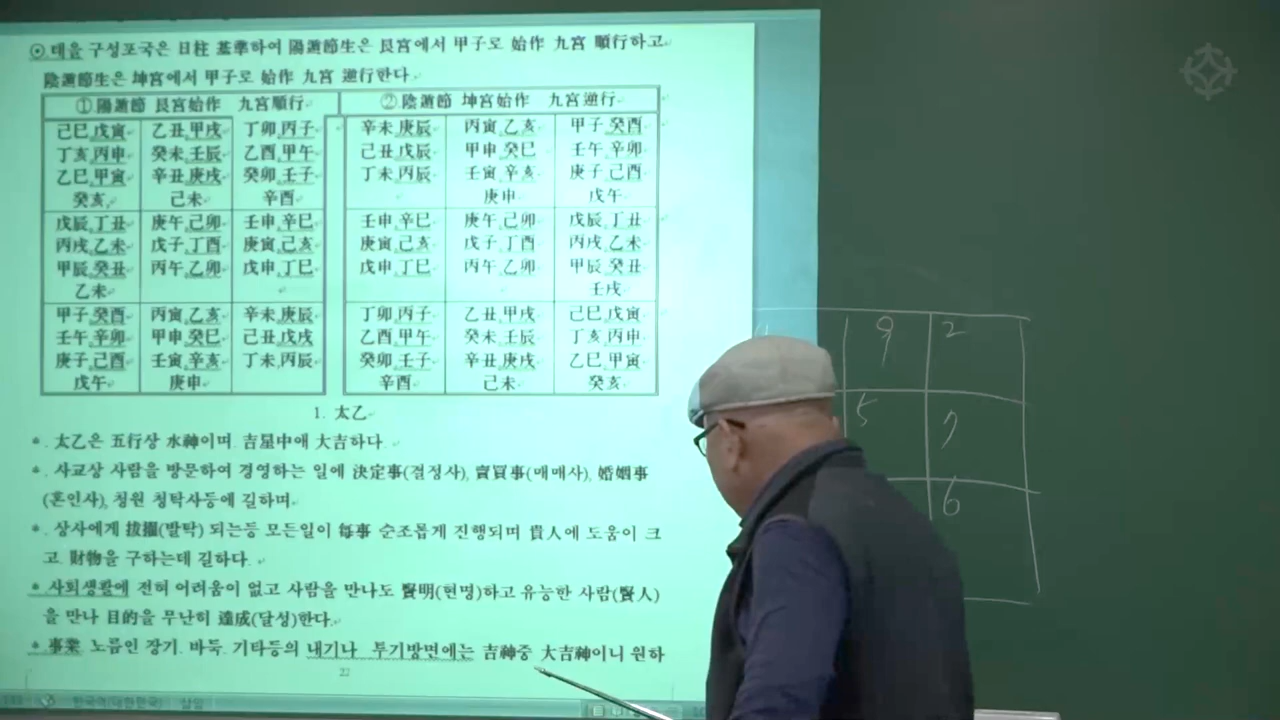 ⊙.태을 구성포국은 日柱 基準하여 陽遁節生은 艮宮에서 甲子로 始作 九宮 順行하고
陰遁節生은 坤宮에서 甲子로 始作 九宮 逆行한다.
①陽遁節 艮宮始作 九宮順行
己巳,戊寅 乙丑,甲戌 丁卯,丙子
丁亥,丙申 癸未,壬辰 乙酉,甲午
乙巳,甲寅 辛丑,庚戌 癸卯,壬子
癸亥, 己未 辛酉
戊辰,丁丑 庚午,己卯 壬申,辛巳
丙戌,乙未 戊子,丁酉 庚寅,己亥
甲辰,癸丑 丙午,乙卯 戊申,丁巳
乙未
甲子,癸酉 丙寅,乙亥 辛未,庚辰
壬午,辛卯 甲申,癸巳 己丑,戊戌
庚子,己酉 壬寅,辛亥 丁未,丙辰
戊午 庚申
②.陰遁節 坤宮始作 九宮逆行
辛未,庚辰 丙寅,乙亥 甲子,癸酉
己丑,戊辰 甲申,癸巳 壬午,辛卯
丁未,丙辰 壬寅,辛亥 庚子,己酉
庚申 戊午
壬申,辛巳 庚午,己卯 戊辰,丁丑
庚寅,己亥 戊子,丁酉 丙戌,乙未
戊申,丁巳 丙午,乙卯 甲辰,癸丑
壬戌
丁卯,丙子 乙丑,甲戌 己巳,戊寅
乙酉,甲午 癸未,壬辰 丁亥,丙申
癸卯,壬子 辛丑,庚戌 乙巳,甲寅
辛酉 己未 癸亥
1. 太乙
*. 太乙은 五行상 水神이며. 吉星中에 大吉하다.
*. 사교상 사람을 방문하여 경영하는 일에 決定事(결정사), 賣買事(매매사), 婚姻事
(혼인사), 청원 청탁사등에 길하며.
*. 상사에게 拔擢(발탁) 되는등 모든일이 每事 순조롭게 진행되며 貴人에 도움이 크
고. 財物을 구하는데 길하다.
* 사회생활에 전혀 어려움이 없고 사람을 만나도 賢明(현명)하고 유능한 사람(賢人)
을 만나 目的을 무난히 達成(달성)한다.
* 事業 노름인 장기. 바둑. 기타등의 내기나 투기방면에는 吉神중 大吉神이니 원하
22
한국어(대한민국) 삽입
9 2
5 7
6